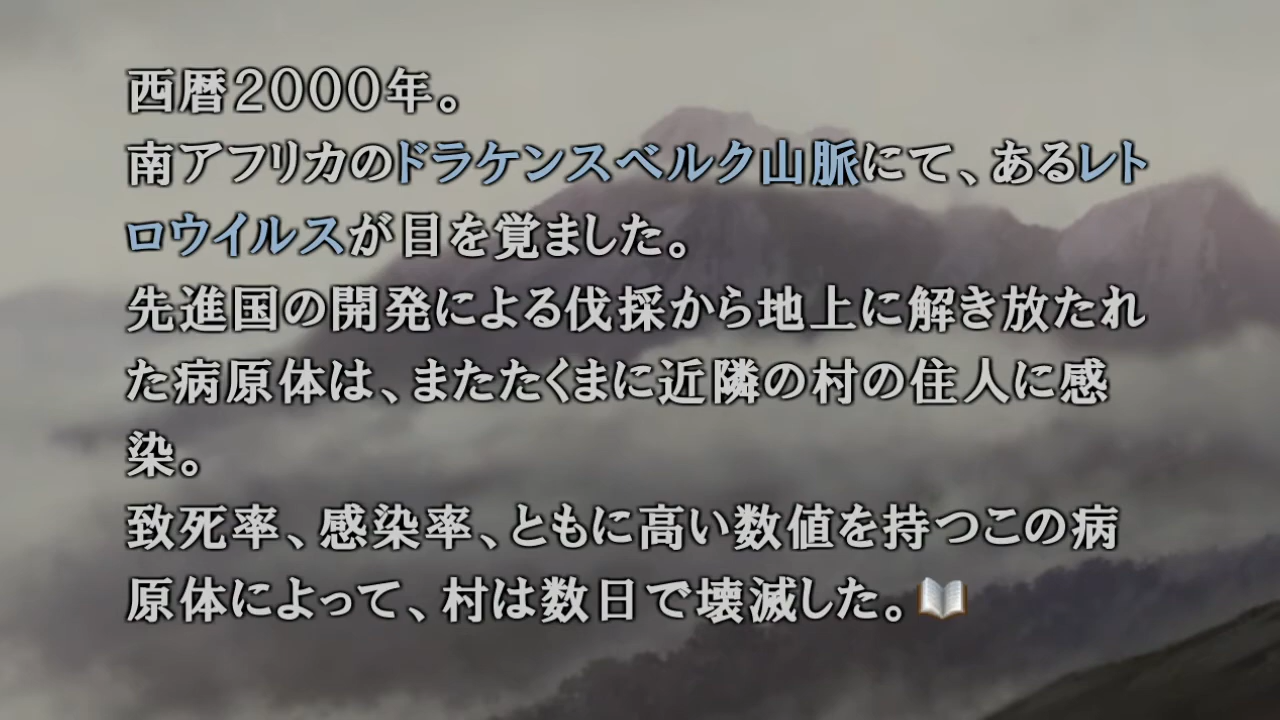 西暦２０００年。
南アフリカのドラケンスベルク山脈にて、あるレト
ロウイルスが目を覚ました。
先進国の開発による伐採から地上に解き放たれ
た病原体は、またたくまに近隣の村の住人に感
染。
致死率、感染率、ともに高い数値を持つこの病
原体によって、村は数日で壊滅した。